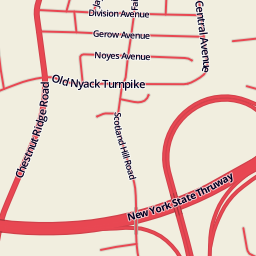 Division Avenue
Gerow Avenue
Central Avenue
Noyes Avenue
Old Nyack Turnpike
Chestnut Ridge Road
Scotland Hill Road
New York State Thruway